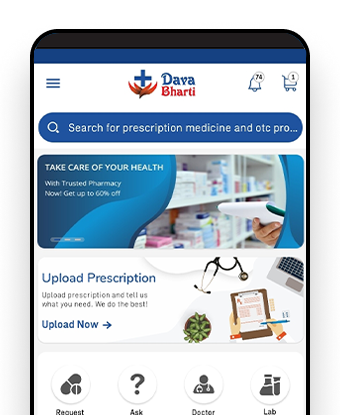 Dava
Bharti
74
1
Search for prescription medicine and otc pro...
TAKE CARE OF YOUR HEALTH
With Trusted Pharmacy
Now! Get up to 60% off
Upload Prescription
Upload prescription and tell us
what you need. We do the best!
Upload Now →
Request
Ask
Doctor
Lab